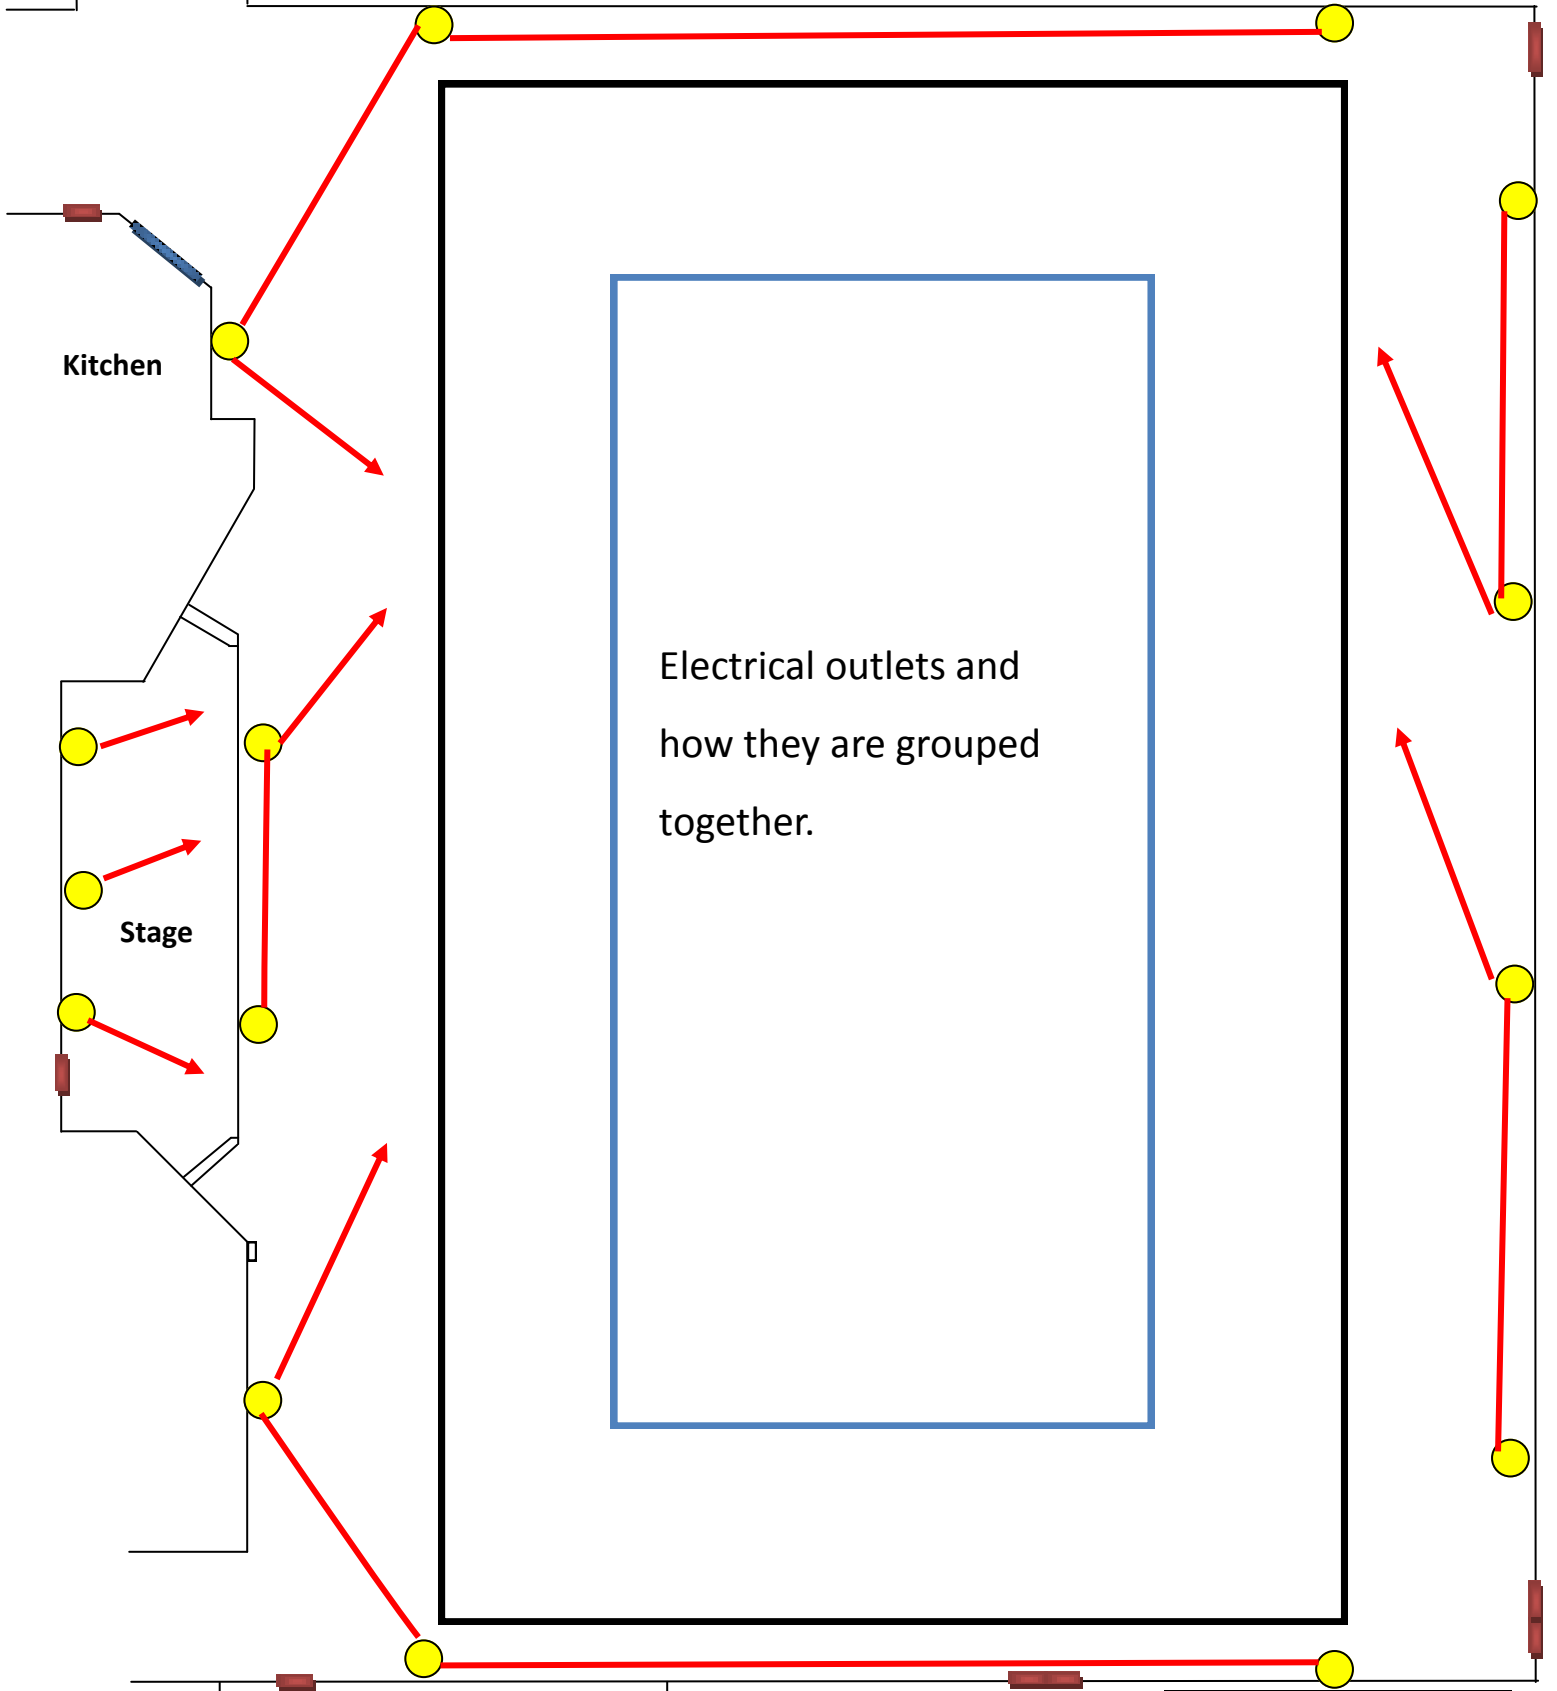 Kitchen
Electrical outlets and
how they are grouped
together.
Stage